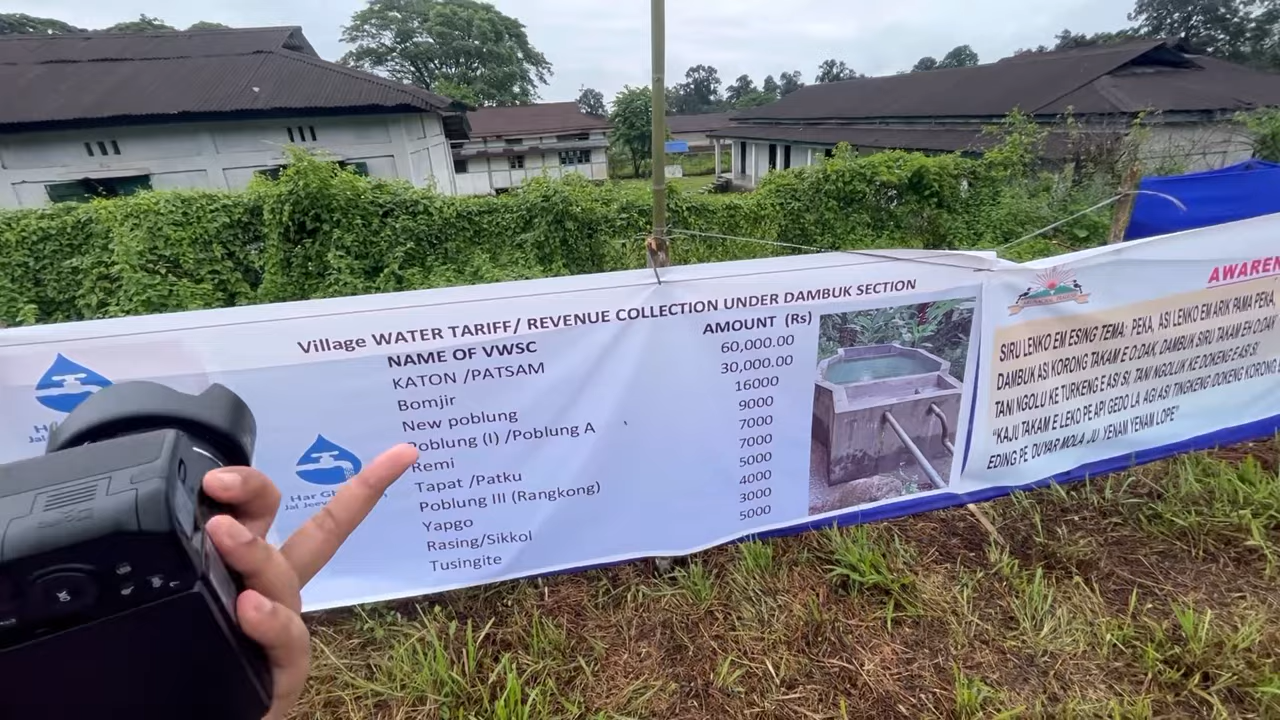 Village WATER TARIFF/ REVENUE COLLECTION UNDER DAMBUK SECTION
NAME OF VWSC AMOUNT (Rs)
KATON /PATSAM 60,000.00
Bomjir 30,000.00
New poblung 16000
Poblung (I) /Poblung A 9000
Remi 7000
Tapat /Patku 7000
Poblung III (Rangkong) 5000
Yapgo 4000
Rasing/Sikkol 3000
Tusingite 5000
Har Gh
Jal Jeev
AWAREN
SIRU LENKO EM ESING TEMA; PEKA, ASI LENKO EM ARIK PAMA PEKA,
DAMBUK ASI KORONG TAKAM E O:DAK, DAMBUK SIRU TAKAM EH O:DAK
TANI NGOLU KE TURKENG E ASI SI, TANI NGOLUK KE DOKENG E ASI SI.
"KAJU TAKAM E LEKO PE API GEDO LA AGI ASI TINGKENG IDOKENG KORONG E
EDING PE DUYAR MOLA JU YENAM YENAM LOPE"